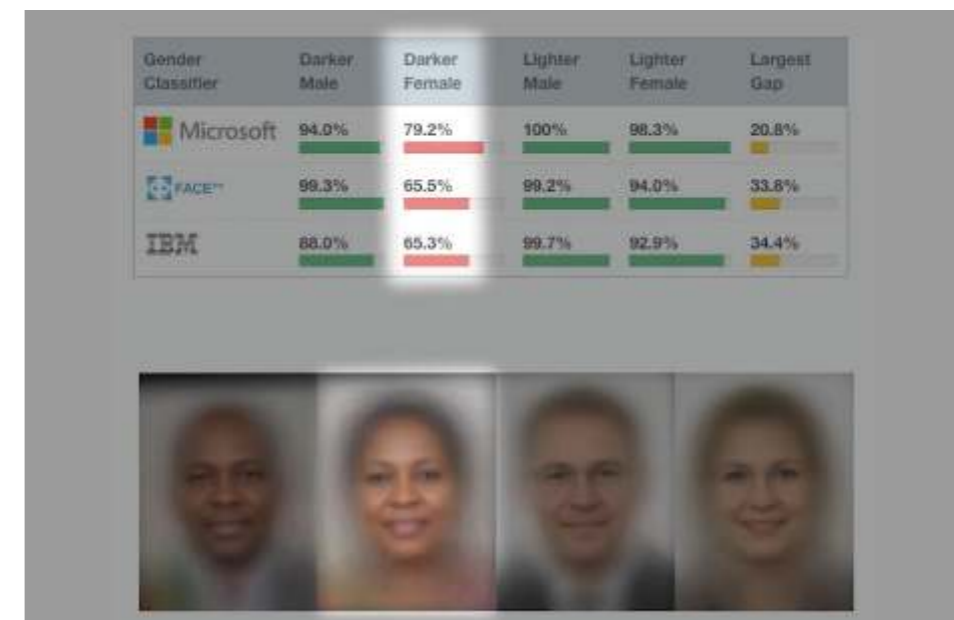 Gender Classifier Darker Male Darker Female Lighter Male Lighter Female Largest Gap
Microsoft 94.0% 79.2% 100% 98.3% 20.8%
FACE++ 99.3% 65.5% 99.2% 94.0% 33.8%
IBM 88.0% 65.3% 99.7% 92.9% 34.4%